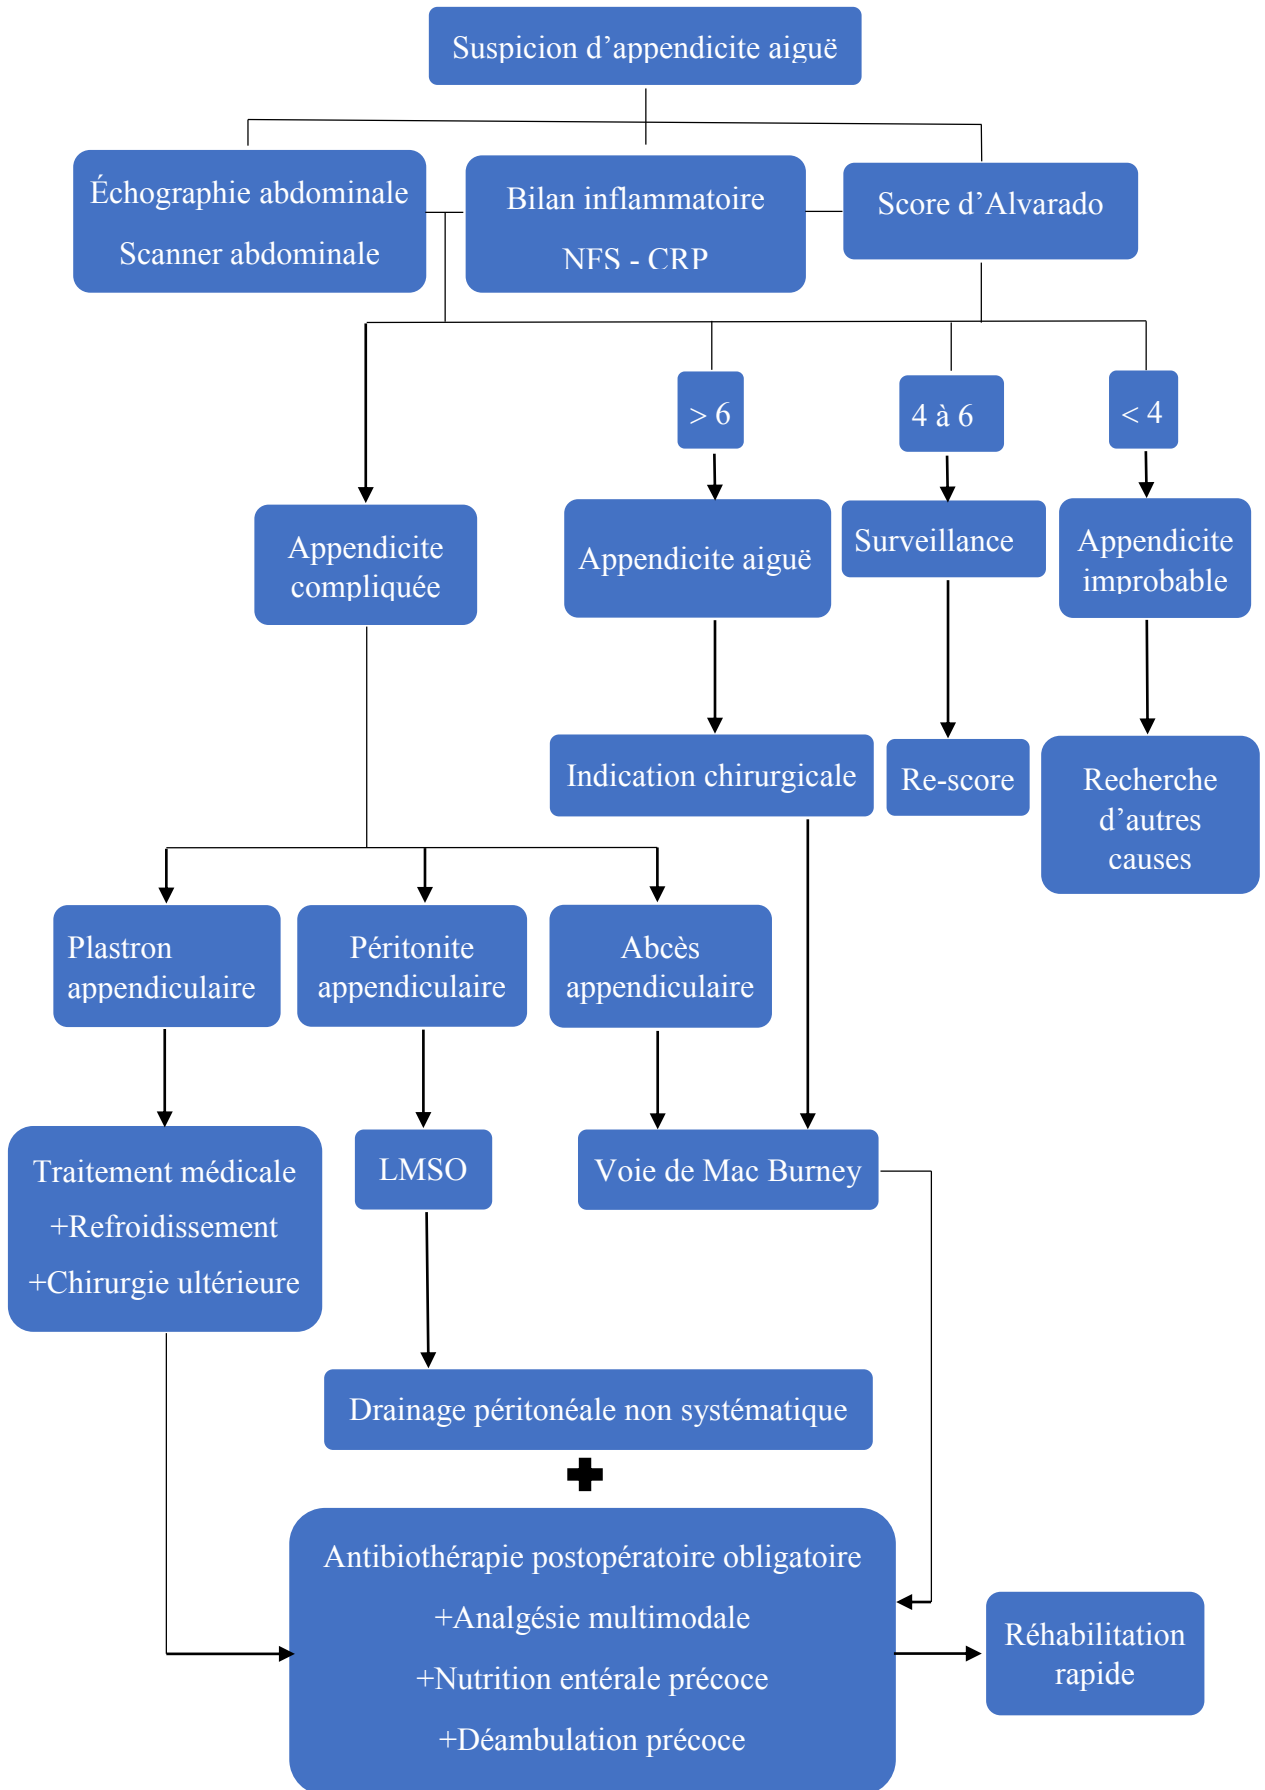 Suspicion d’appendicite aiguë
Échographie abdominale
Scanner abdominale
Bilan inflammatoire
NFS - CRP
Score d’Alvarado
> 6
4 à 6
< 4
Appendicite
compliquée
Appendicite aiguë
Surveillance
Appendicite
improbable
Indication chirurgicale
Re-score
Recherche
d’autres
causes
Plastron
appendiculaire
Péritonite
appendiculaire
Abcès
appendiculaire
Traitement médicale
+Refroidissement
+Chirurgie ultérieure
LMSO
Voie de Mac Burney
Drainage péritonéale non systématique
Antibiothérapie postopératoire obligatoire
+Analgésie multimodale
+Nutrition entérale précoce
+Déambulation précoce
Réhabilitation
rapide